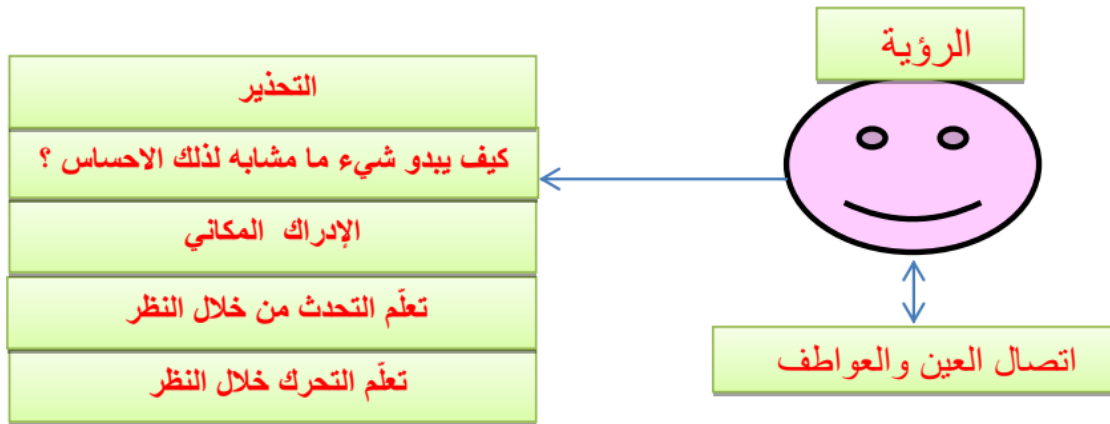 الرؤية
التحذير
كيف يبدو شيء ما مشابه لذلك الاحساس ؟
الإدراك المكاني
تعلّم التحدث من خلال النظر
تعلّم التحرك خلال النظر
اتصال العين والعواطف